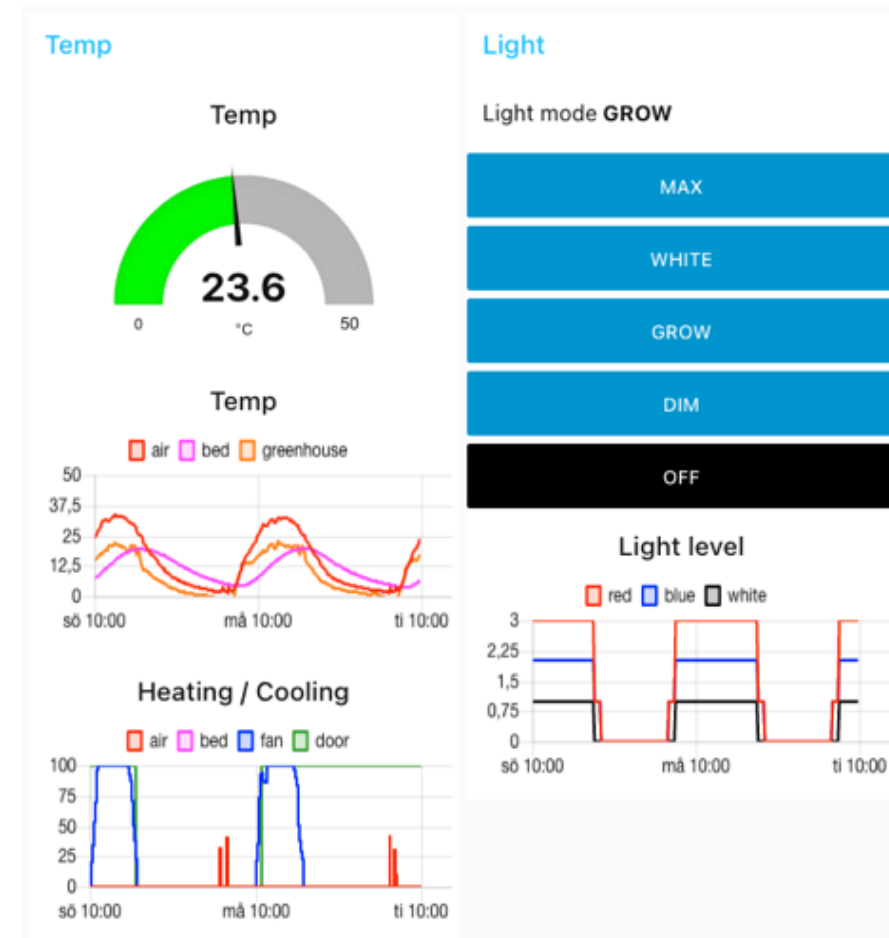 Temp
Temp
23.6
0 °C 50
Temp
air bed greenhouse
50
37,5
25
12,5
0
sö 10:00 må 10:00 ti 10:00
Heating / Cooling
air bed fan door
100
75
50
25
0
sö 10:00 må 10:00 ti 10:00
Light
Light mode GROW
MAX
WHITE
GROW
DIM
OFF
Light level
red blue white
3
2,25
1,5
0,75
0
sö 10:00 må 10:00 ti 10:00